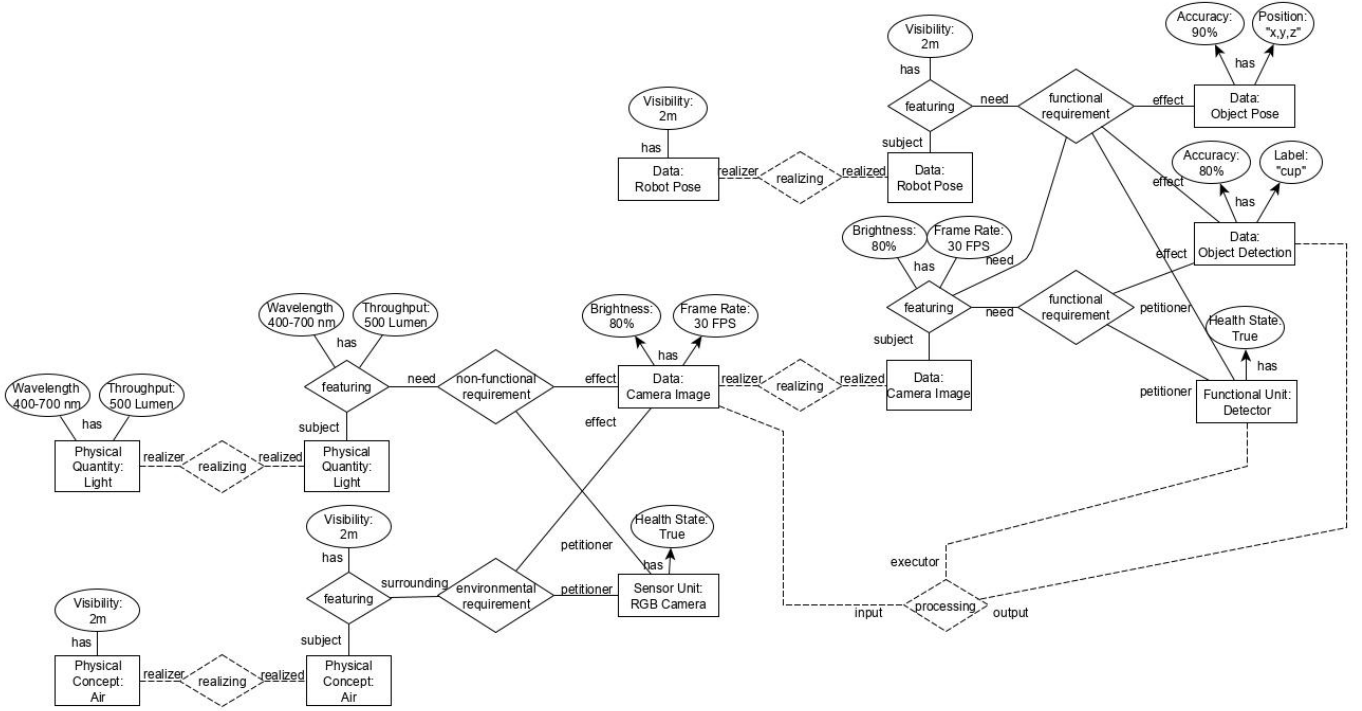 Accuracy:
90%
Position:
"x,y,z"
has
Visibility:
2m
has
featuring
need
functional
requirement
effect
Data:
Object Pose
Visibility:
2m
has
Data:
Robot Pose
realizer
realizing
realized
subject
Data:
Robot Pose
effect
Accuracy:
80%
Label:
"cup"
has
Data:
Object Detection
Brightness:
80%
Frame Rate:
30 FPS
has
need
featuring
need
functional
requirement
effect
petitioner
subject
Health State:
True
has
petitioner
Functional Unit:
Detector
Wavelength
400-700 nm
Throughput:
500 Lumen
has
featuring
need
non-functional
requirement
effect
Brightness:
80%
Frame Rate:
30 FPS
has
Data:
Camera Image
realizer
realizing
realized
Data:
Camera Image
Wavelength
400-700 nm
Throughput:
500 Lumen
has
Physical
Quantity:
Light
realizer
realizing
realized
subject
Physical
Quantity:
Light
effect
Visibility:
2m
has
featuring
surrounding
environmental
requirement
petitioner
petitioner
Health State:
True
has
Sensor Unit:
RGB Camera
executor
input
processing
output
Visibility:
2m
has
Physical
Concept:
Air
realizer
realizing
realized
subject
Physical
Concept:
Air